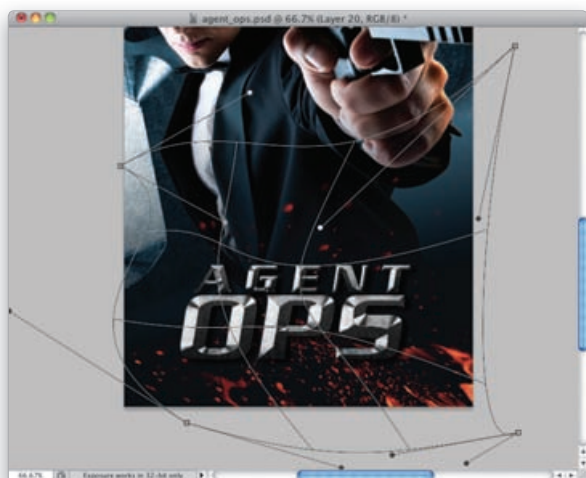 agent_ops.psd @ 66.7% (Layer 20, RGB/8) *
AGENT
OPS
66.67%
Exposure works in 32-bit only